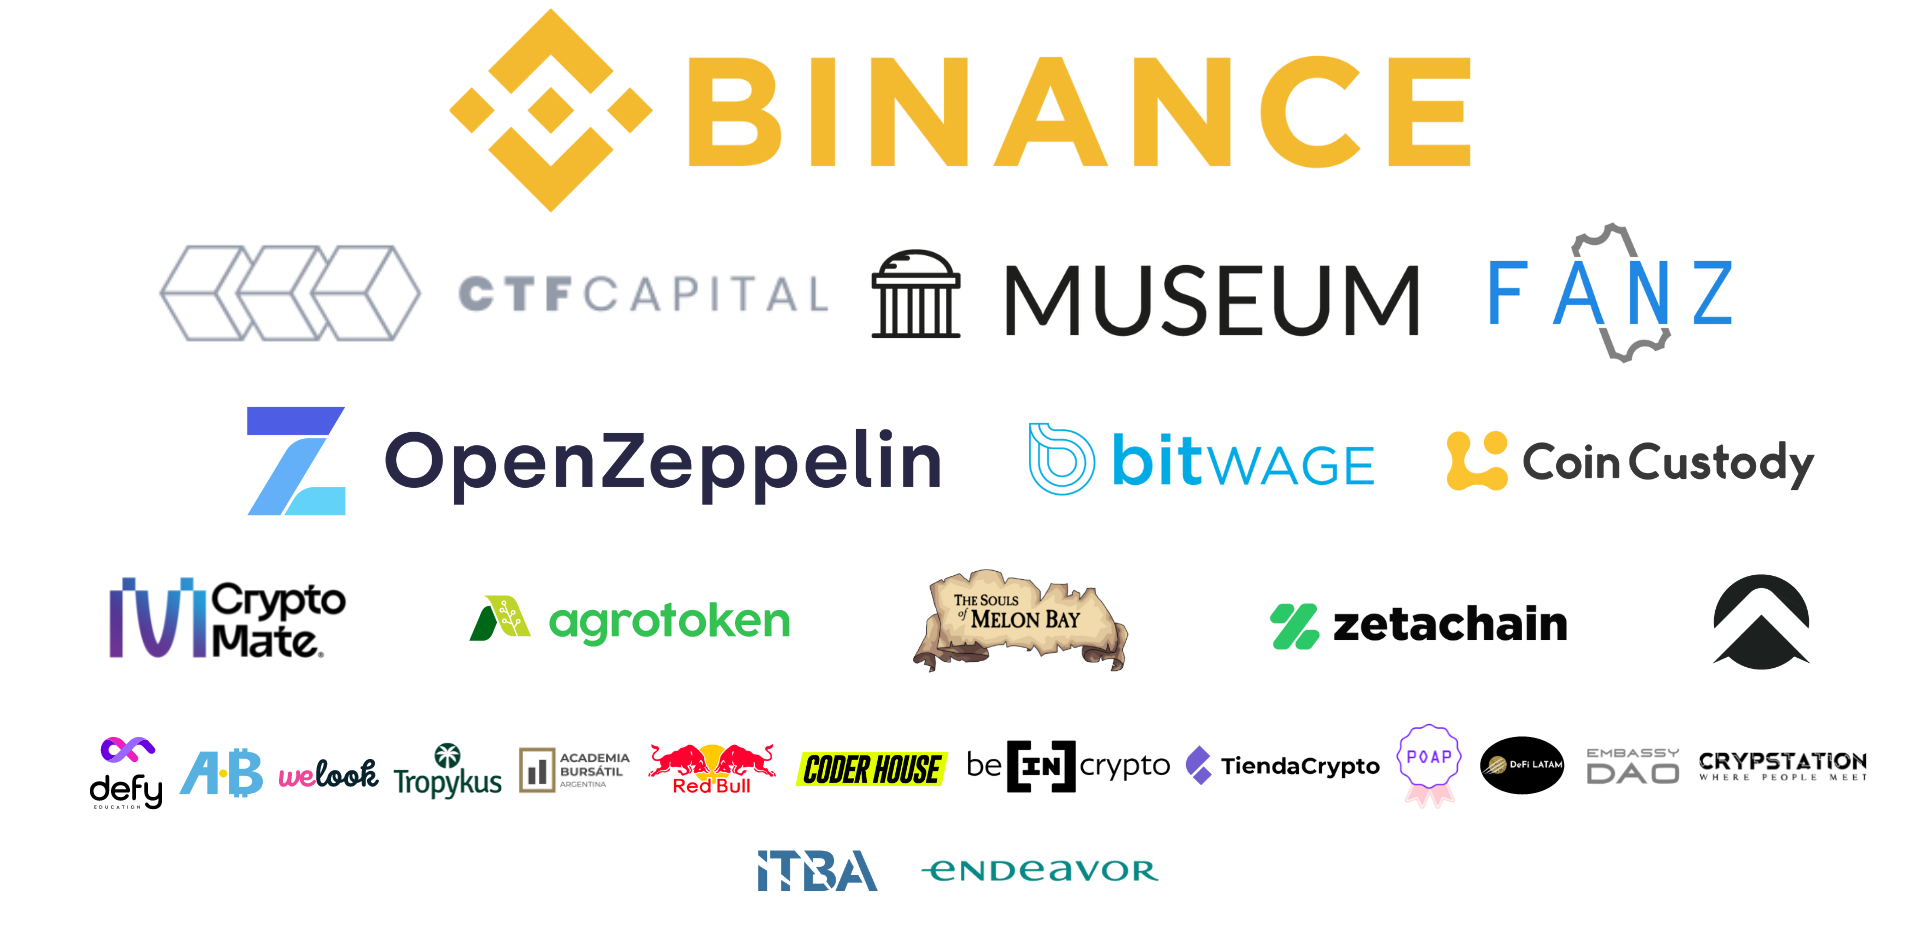 BINANCE
CTFCAPITAL
MUSEUM
FANZ
OpenZeppelin
bitWAGE
Coin Custody
Crypto
Mate®
agrotoken
THE SOULS
of MELON BAY
zetachain
defy
EDUCATION
A·B
welook
Tropykus
ACADEMIA
BURSÁTIL
ARGENTINA
Red Bull
CODER HOUSE
be[IN]crypto
TiendaCrypto
POAP
DeFi LATAM
EMBASSY
DAO
CRYPSTATION
WHERE PEOPLE MEET
ITBA
enDeavor